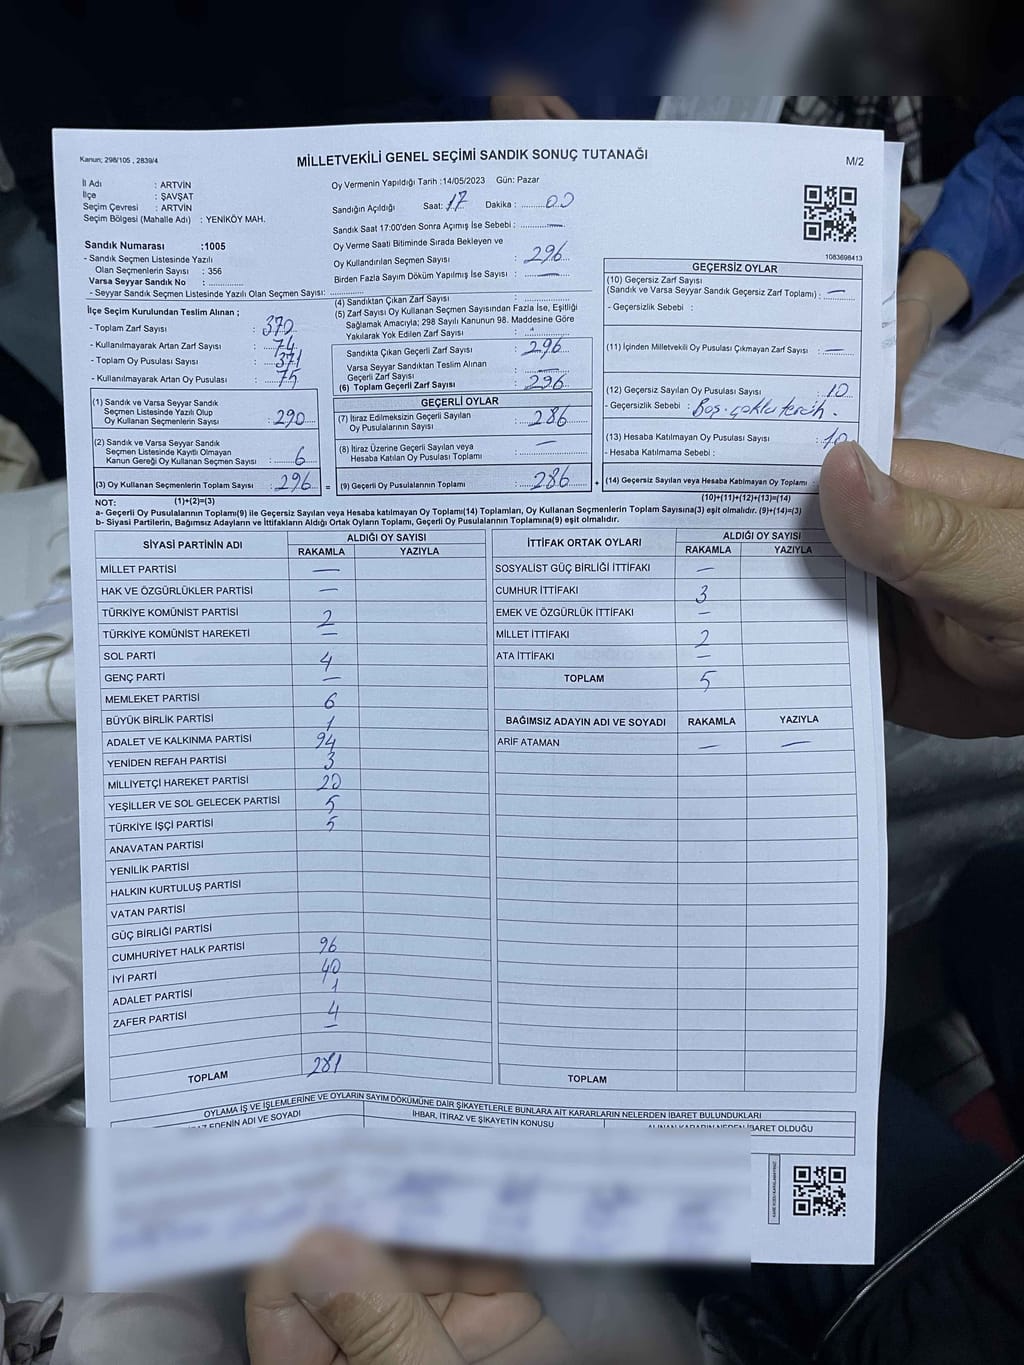 Kanun; 298/105 , 2839/4
MİLLETVEKİLİ GENEL SEÇİMİ SANDIK SONUÇ TUTANAĞI
M/2
İl Adı : ARTVİN
İlçe : ŞAVŞAT
Seçim Çevresi : ARTVİN
Seçim Bölgesi (Mahalle Adı) : YENİKÖY MAH.
Sandık Numarası :1005
- Sandık Seçmen Listesinde Yazılı
Olan Seçmenlerin Sayısı : 356
Varsa Seyyar Sandık No :
- Seyyar Sandık Seçmen Listesinde Yazılı Olan Seçmen Sayısı:
İlçe Seçim Kurulundan Teslim Alınan ;
- Toplam Zarf Sayısı : 370
- Kullanılmayarak Artan Zarf Sayısı : 74
- Toplam Oy Pusulası Sayısı : 371
- Kullanılmayarak Artan Oy Pusulası : 75
(1) Sandık ve Varsa Seyyar Sandık
Seçmen Listesinde Yazılı Olup
Oy Kullanan Seçmenlerin Sayısı : 290
(2) Sandık ve Varsa Seyyar Sandık
Seçmen Listesinde Kayıtlı Olmayan
Kanun Gereği Oy Kullanan Seçmen Sayısı : 6
(3) Oy Kullanan Seçmenlerin Toplam Sayısı : 296 =
Oy Vermenin Yapıldığı Tarih :14/05/2023 Gün: Pazar
Sandığın Açıldığı Saat: 17 Dakika : 00
Sandık Saat 17:00'den Sonra Açımış İse Sebebi : —
Oy Verme Saati Bitiminde Sırada Bekleyen ve
Oy Kullandırılan Seçmen Sayısı : 296
Birden Fazla Sayım Döküm Yapılmış İse Sayısı : —
(4) Sandıktan Çıkan Zarf Sayısı :
(5) Zarf Sayısı Oy Kullanan Seçmen Sayısından Fazla İse, Eşitliği
Sağlamak Amacıyla; 298 Sayılı Kanunun 98. Maddesine Göre
Yakılarak Yok Edilen Zarf Sayısı :
Sandıkta Çıkan Geçerli Zarf Sayısı : 296
Varsa Seyyar Sandıktan Teslim Alınan
Geçerli Zarf Sayısı : —
(6) Toplam Geçerli Zarf Sayısı : 296
GEÇERLİ OYLAR
(7) İtiraz Edilmeksizin Geçerli Sayılan
Oy Pusulalarının Sayısı : 286
(8) İtiraz Üzerine Geçerli Sayılan veya
Hesaba Katılan Oy Pusulası Toplamı : —
(9) Geçerli Oy Pusulalarının Toplamı : 286 +
1083698413
GEÇERSİZ OYLAR
(10) Geçersiz Zarf Sayısı
(Sandık ve Varsa Seyyar Sandık Geçersiz Zarf Toplamı) : —
- Geçersizlik Sebebi :
(11) İçinden Milletvekili Oy Pusulası Çıkmayan Zarf Sayısı : —
(12) Geçersiz Sayılan Oy Pusulası Sayısı : 10
- Geçersizlik Sebebi : Boş-çoklu tercih.
(13) Hesaba Katılmayan Oy Pusulası Sayısı : 10
- Hesaba Katılmama Sebebi :
(14) Geçersiz Sayılan veya Hesaba Katılmayan Oy Toplamı :
NOT: (1)+(2)=(3)
(10)+(11)+(12)+(13)=(14)
a- Geçerli Oy Pusulalarının Toplamı(9) ile Geçersiz Sayılan veya Hesaba Katılmayan Oy Toplamı(14) Toplamları, Oy Kullanan Seçmenlerin Toplam Sayısına(3) eşit olmalıdır. (9)+(14)=(3)
b- Siyasi Partilerin, Bağımsız Adayların ve İttifakların Aldığı Ortak Oyların Toplamı, Geçerli Oy Pusulalarının Toplamına(9) eşit olmalıdır.
SİYASİ PARTİNİN ADI
ALDIĞI OY SAYISI
RAKAMLA YAZIYLA
MİLLET PARTİSİ —
HAK VE ÖZGÜRLÜKLER PARTİSİ —
TÜRKİYE KOMÜNİST PARTİSİ 2
TÜRKİYE KOMÜNİST HAREKETİ —
SOL PARTİ 4
GENÇ PARTİ —
MEMLEKET PARTİSİ 6
BÜYÜK BİRLİK PARTİSİ 1
ADALET VE KALKINMA PARTİSİ 94
YENİDEN REFAH PARTİSİ 3
MİLLİYETÇİ HAREKET PARTİSİ 20
YEŞİLLER VE SOL GELECEK PARTİSİ 5
TÜRKİYE İŞÇİ PARTİSİ 5
ANAVATAN PARTİSİ
YENİLİK PARTİSİ
HALKIN KURTULUŞ PARTİSİ
VATAN PARTİSİ
GÜÇ BİRLİĞİ PARTİSİ
CUMHURİYET HALK PARTİSİ 96
İYİ PARTİ 40
ADALET PARTİSİ 1
ZAFER PARTİSİ 4
—
TOPLAM 281
İTTİFAK ORTAK OYLARI
ALDIĞI OY SAYISI
RAKAMLA YAZIYLA
SOSYALİST GÜÇ BİRLİĞİ İTTİFAKI —
CUMHUR İTTİFAKI 3
EMEK VE ÖZGÜRLÜK İTTİFAKI —
MİLLET İTTİFAKI 2
ATA İTTİFAKI —
TOPLAM 5
BAĞIMSIZ ADAYIN ADI VE SOYADI RAKAMLA YAZIYLA
ARİF ATAMAN — —
TOPLAM
OYLAMA İŞ VE İŞLEMLERİNE VE OYLARIN SAYIM DÖKÜMÜNE DAİR ŞİKAYETLERLE BUNLARA AİT KARARLARIN NELERDEN İBARET BULUNDUKLARI
EDENİN ADI VE SOYADI
İHBAR, İTİRAZ VE ŞİKAYETİN KONUSU
ALINAN KARARIN NEDEN İBARET OLDUĞU